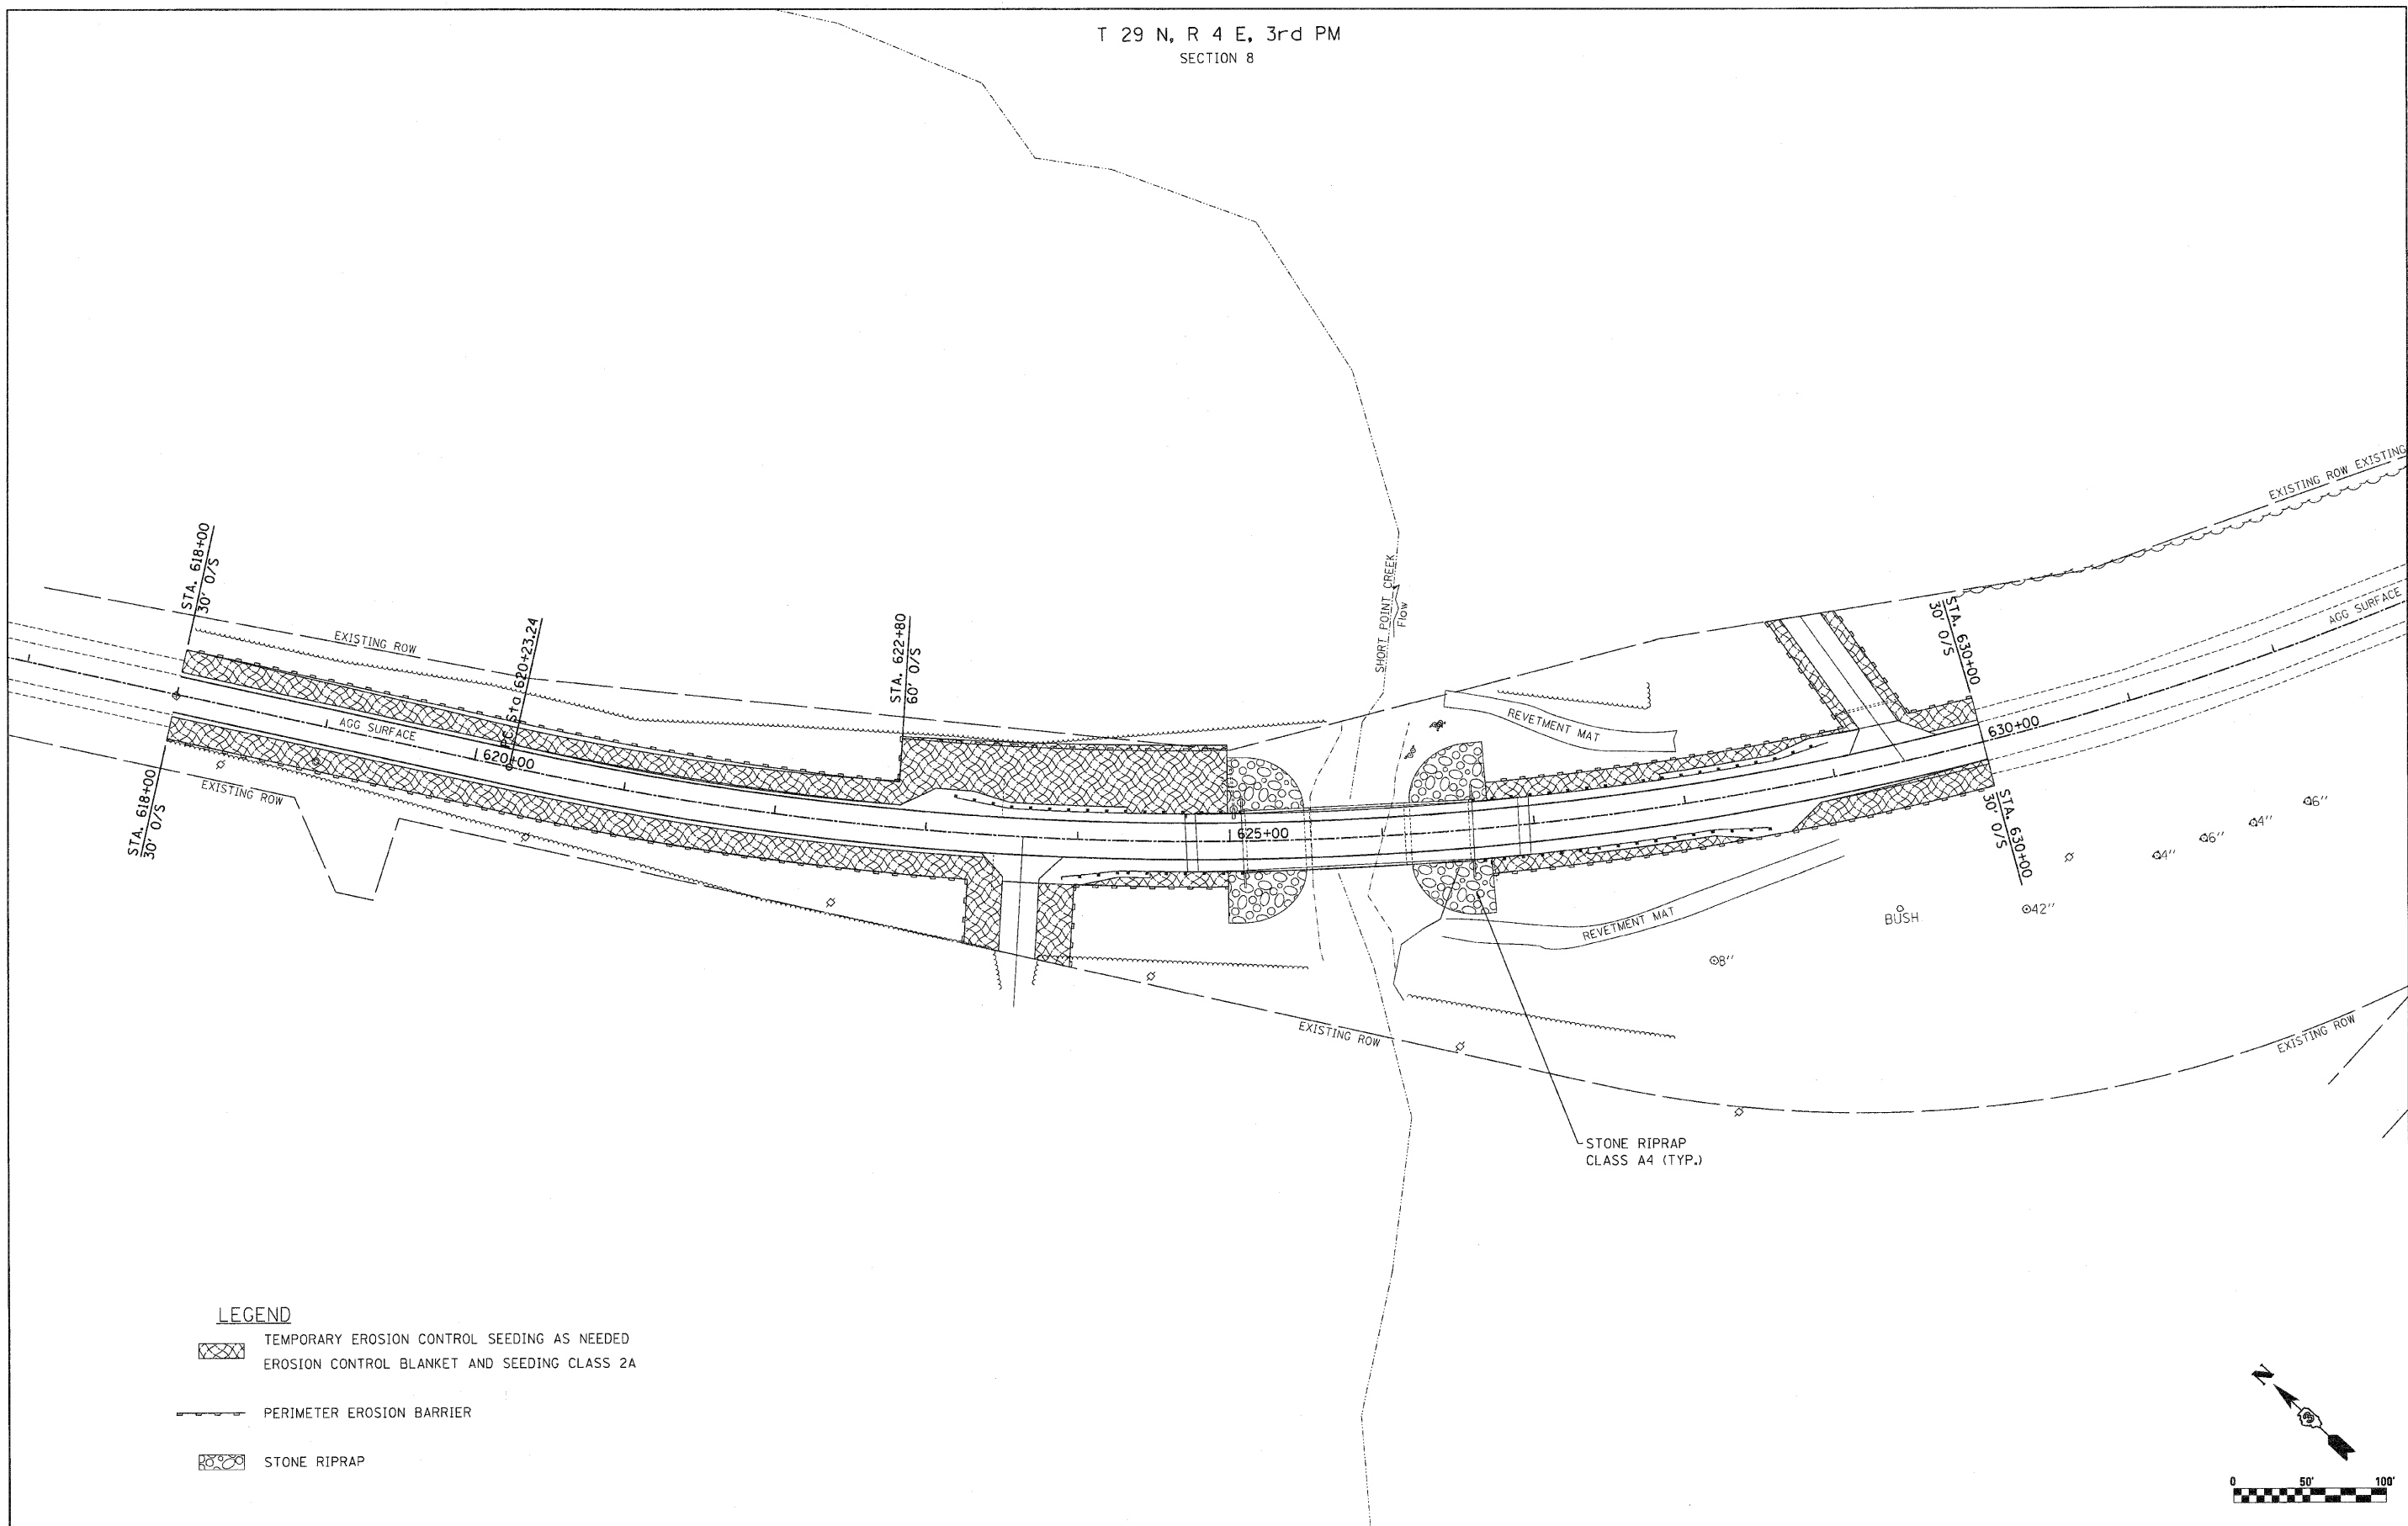 T 29 N, R 4 E, 3rd PM
SECTION 8
EXISTING ROW EXISTING
AGG SURFACE
STA. 618+00
30' O/S
EXISTING ROW
PC Sta 620+23.24
STA. 622+80
60' O/S
SHORT POINT CREEK
Flow
STA. 630+00
30' O/S
REVETMENT MAT
AGG SURFACE
620+00
630+00
625+00
STA. 618+00
30' O/S
EXISTING ROW
STA. 630+00
30' O/S
6"
4"
6"
4"
BUSH
42"
REVETMENT MAT
8"
EXISTING ROW
EXISTING ROW
STONE RIPRAP
CLASS A4 (TYP.)
LEGEND
TEMPORARY EROSION CONTROL SEEDING AS NEEDED
EROSION CONTROL BLANKET AND SEEDING CLASS 2A
PERIMETER EROSION BARRIER
STONE RIPRAP
N
0 50' 100'